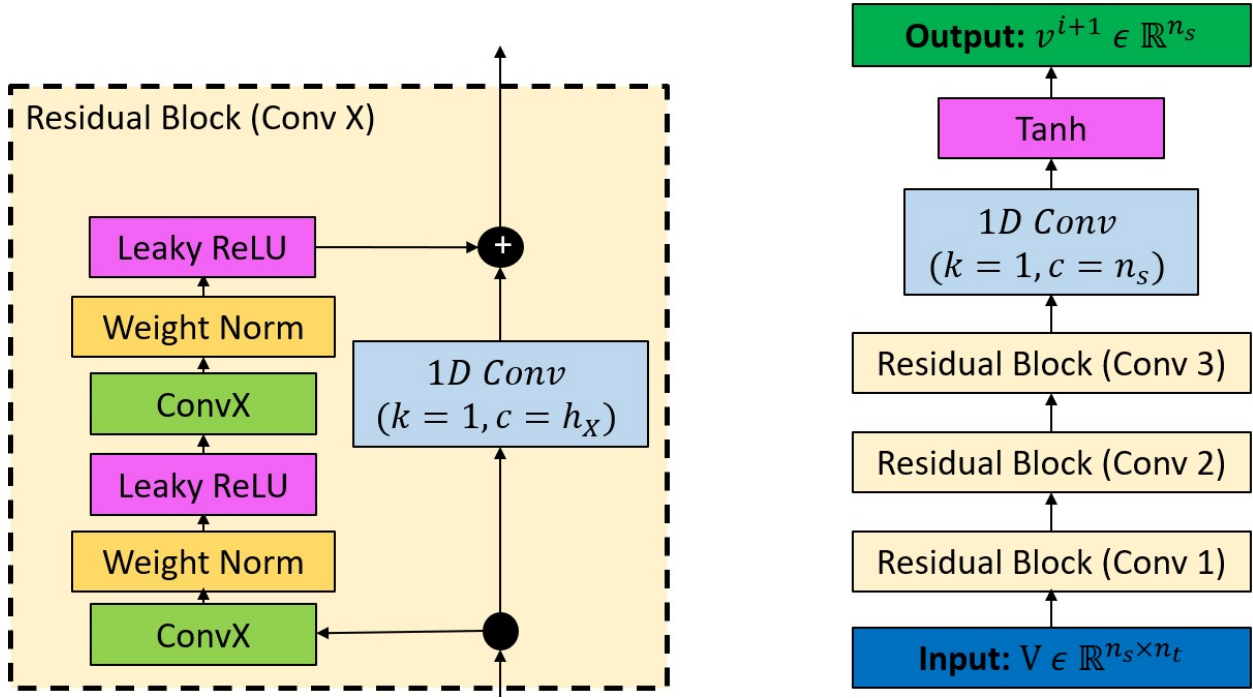 Residual Block (Conv X)
Leaky ReLU
+
Weight Norm
1D Conv
(k = 1, c = h_X)
ConvX
Leaky ReLU
Weight Norm
ConvX
Output: v^{i+1} ϵ ℝ^{n_s}
Tanh
1D Conv
(k = 1, c = n_s)
Residual Block (Conv 3)
Residual Block (Conv 2)
Residual Block (Conv 1)
Input: V ϵ ℝ^{n_s×n_t}